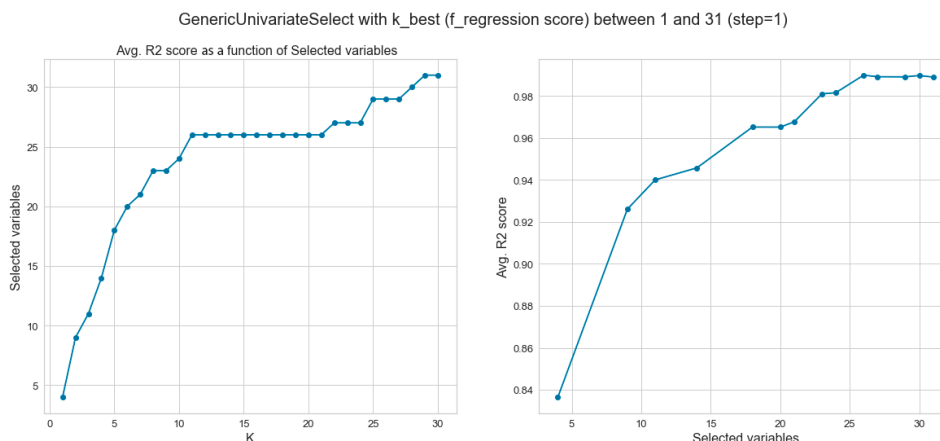 GenericUnivariateSelect with k_best (f_regression score) between 1 and 31 (step=1)
Avg. R2 score as a function of Selected variables
Selected variables
30
25
20
15
10
5
0 5 10 15 20 25 30
K
Avg. R2 score
0.98
0.96
0.94
0.92
0.90
0.88
0.86
0.84
5 10 15 20 25 30
Selected variables